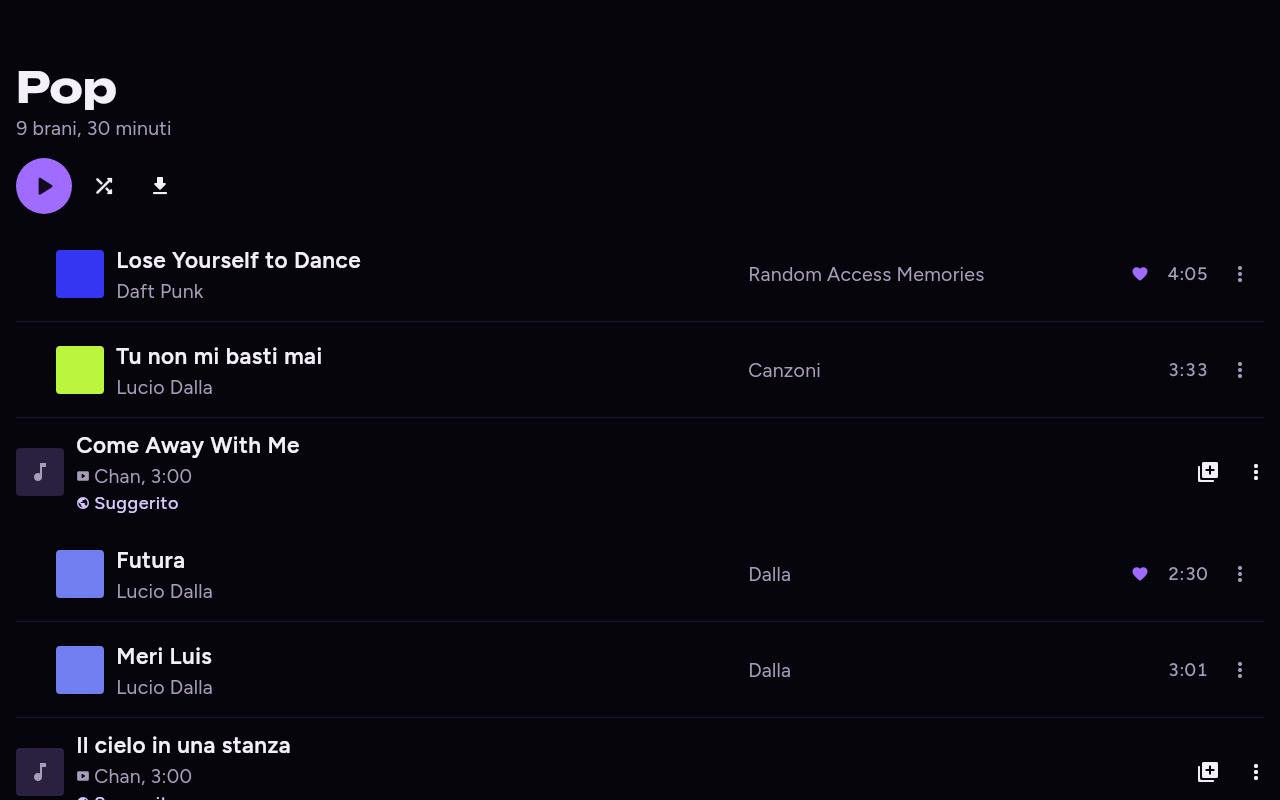 Pop
9 brani, 30 minuti
Lose Yourself to Dance
Daft Punk
Random Access Memories
4:05
Tu non mi basti mai
Lucio Dalla
Canzoni
3:33
Come Away With Me
Chan, 3:00
Suggerito
Futura
Lucio Dalla
Dalla
2:30
Meri Luis
Lucio Dalla
Dalla
3:01
Il cielo in una stanza
Chan, 3:00